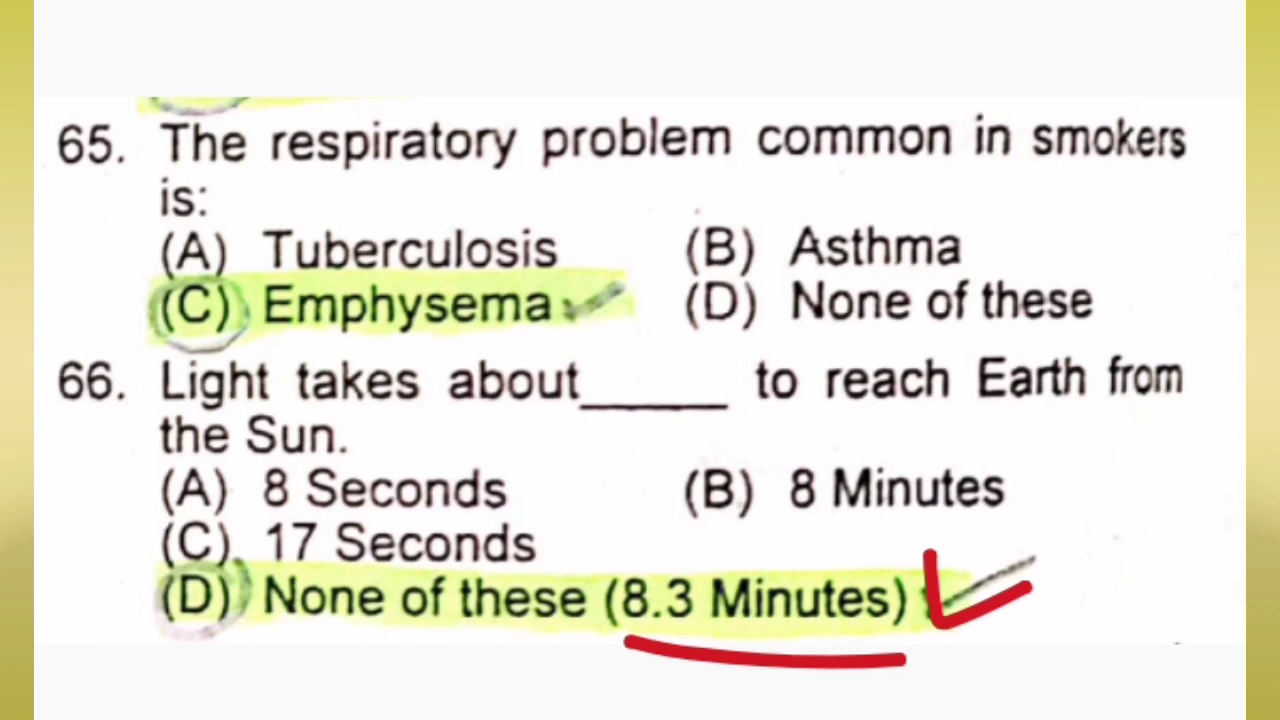 65. The respiratory problem common in smokers
is:
(A) Tuberculosis (B) Asthma
(C) Emphysema (D) None of these
66. Light takes about_____ to reach Earth from
the Sun.
(A) 8 Seconds (B) 8 Minutes
(C) 17 Seconds
(D) None of these (8.3 Minutes)